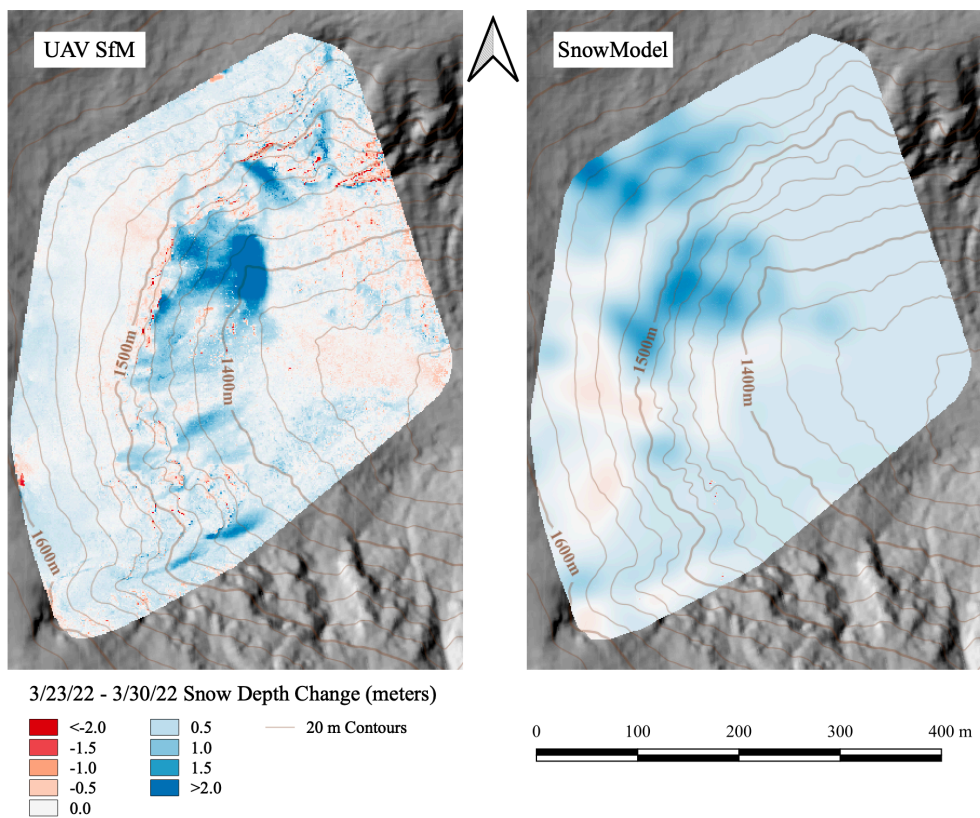 UAV SfM
SnowModel
1500m
1400m
1600m
1500m
1400m
1600m
3/23/22 - 3/30/22 Snow Depth Change (meters)
<-2.0
-1.5
-1.0
-0.5
0.0
0.5
1.0
1.5
>2.0
20 m Contours
0 100 200 300 400 m